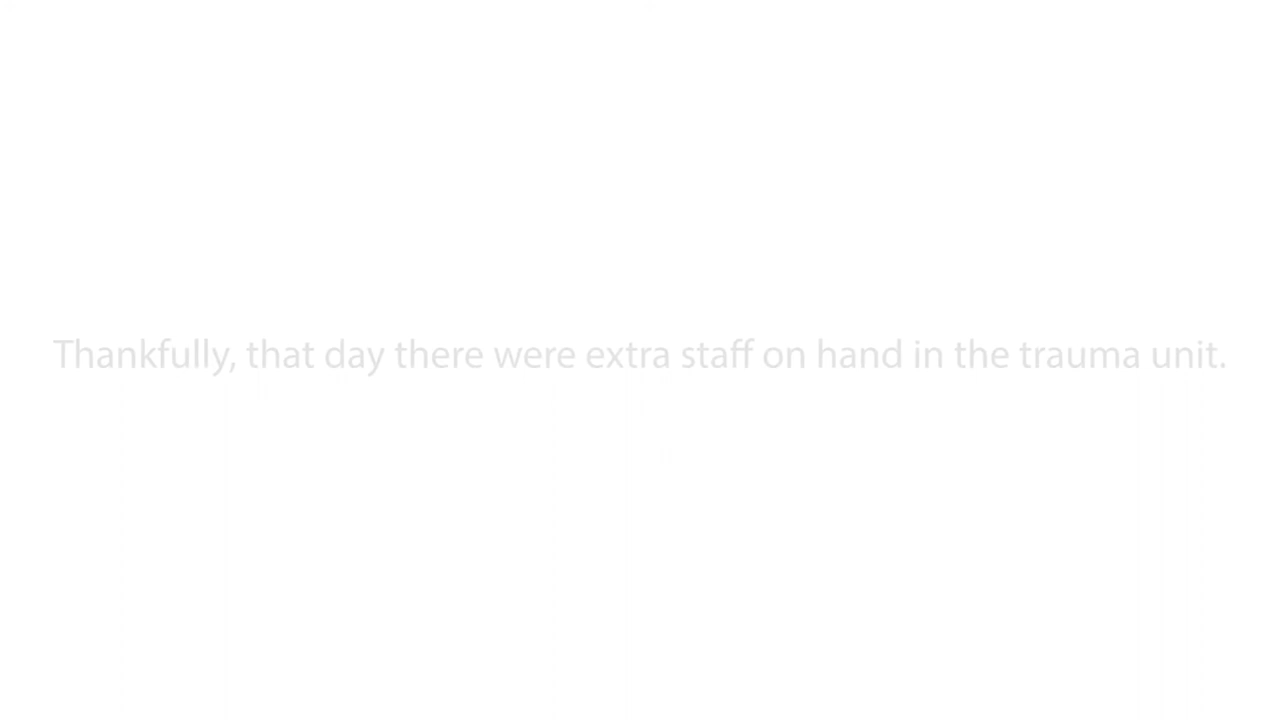 Thankfully, that day there were extra staff on hand in the trauma unit.